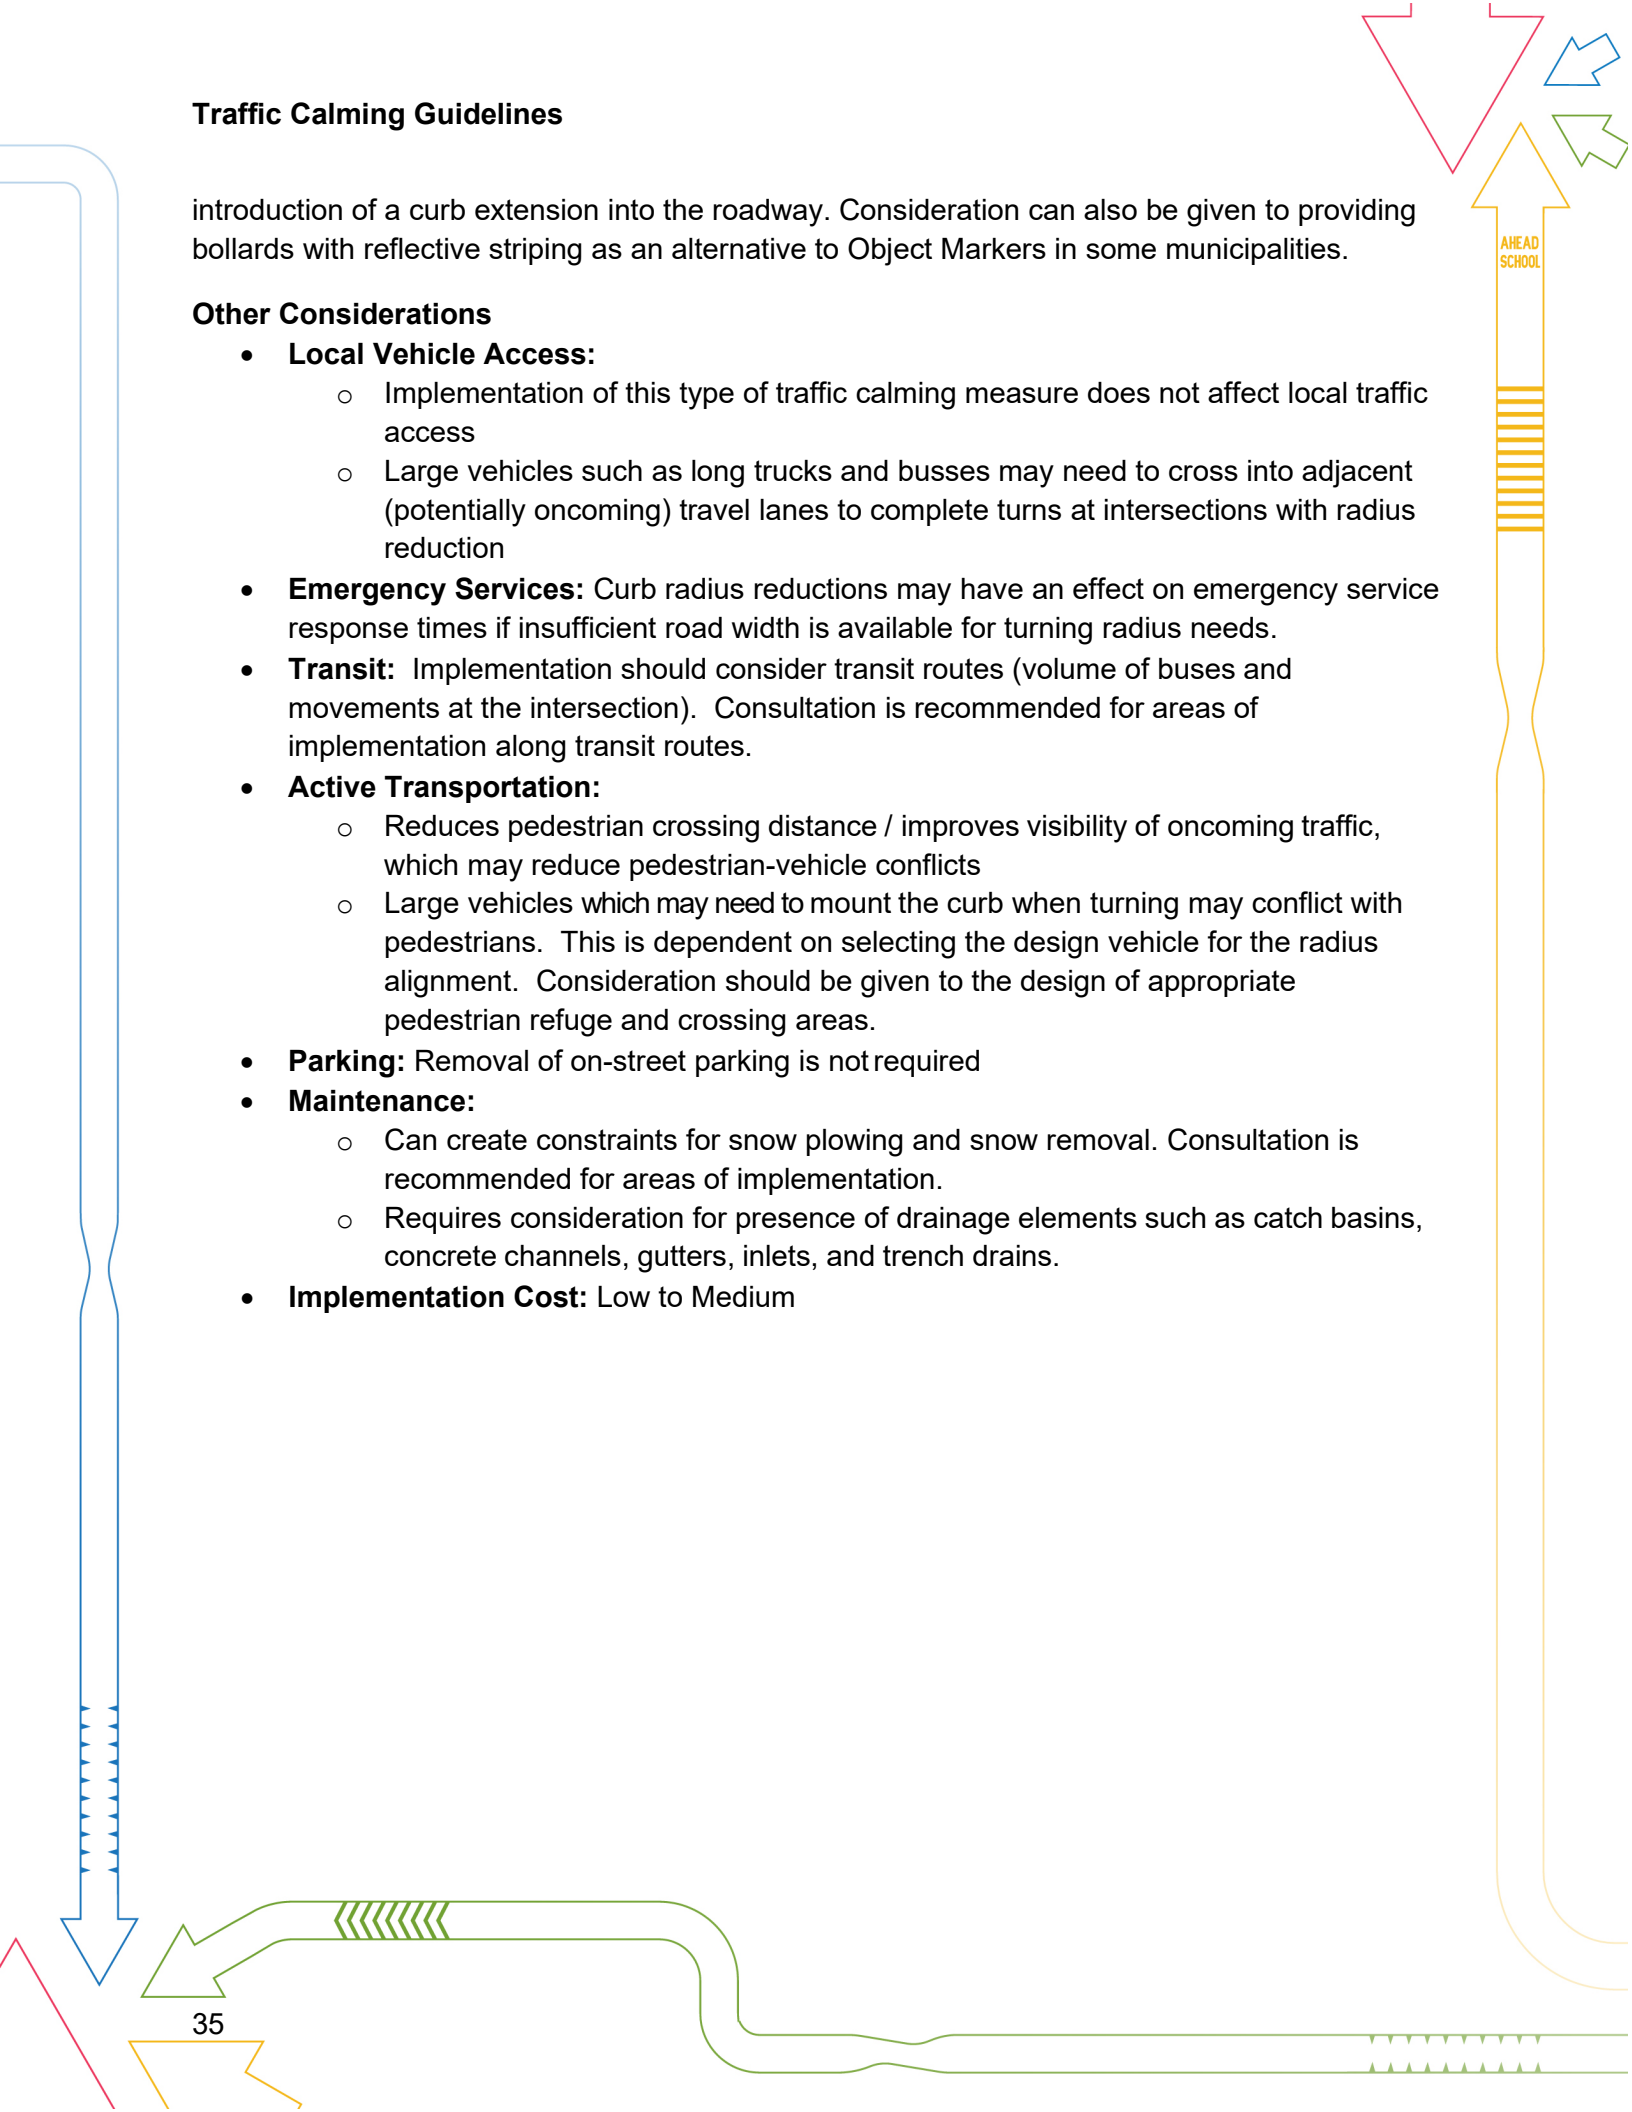 Traffic Calming Guidelines
introduction of a curb extension into the roadway. Consideration can also be given to providing
bollards with reflective striping as an alternative to Object Markers in some municipalities.
AHEAD
SCHOOL
Other Considerations
• Local Vehicle Access:
o Implementation of this type of traffic calming measure does not affect local traffic
access
o Large vehicles such as long trucks and busses may need to cross into adjacent
(potentially oncoming) travel lanes to complete turns at intersections with radius
reduction
• Emergency Services: Curb radius reductions may have an effect on emergency service
response times if insufficient road width is available for turning radius needs.
• Transit: Implementation should consider transit routes (volume of buses and
movements at the intersection). Consultation is recommended for areas of
implementation along transit routes.
• Active Transportation:
o Reduces pedestrian crossing distance / improves visibility of oncoming traffic,
which may reduce pedestrian-vehicle conflicts
o Large vehicles which may need to mount the curb when turning may conflict with
pedestrians. This is dependent on selecting the design vehicle for the radius
alignment. Consideration should be given to the design of appropriate
pedestrian refuge and crossing areas.
• Parking: Removal of on-street parking is not required
• Maintenance:
o Can create constraints for snow plowing and snow removal. Consultation is
recommended for areas of implementation.
o Requires consideration for presence of drainage elements such as catch basins,
concrete channels, gutters, inlets, and trench drains.
• Implementation Cost: Low to Medium
35